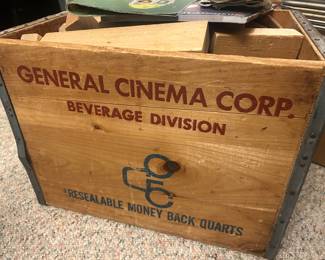 GENERAL CINEMA CORP.
BEVERAGE DIVISION
RESEALABLE MONEY BACK QUARTS